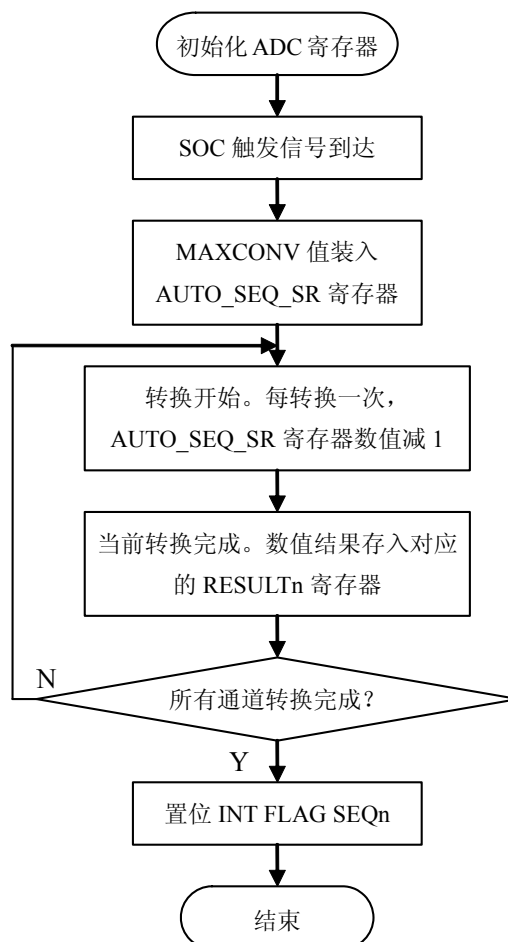 初始化 ADC 寄存器
SOC 触发信号到达
MAXCONV 值装入
AUTO_SEQ_SR 寄存器
转换开始。每转换一次，
AUTO_SEQ_SR 寄存器数值减 1
当前转换完成。数值结果存入对应
的 RESULTn 寄存器
N
所有通道转换完成？
Y
置位 INT FLAG SEQn
结束